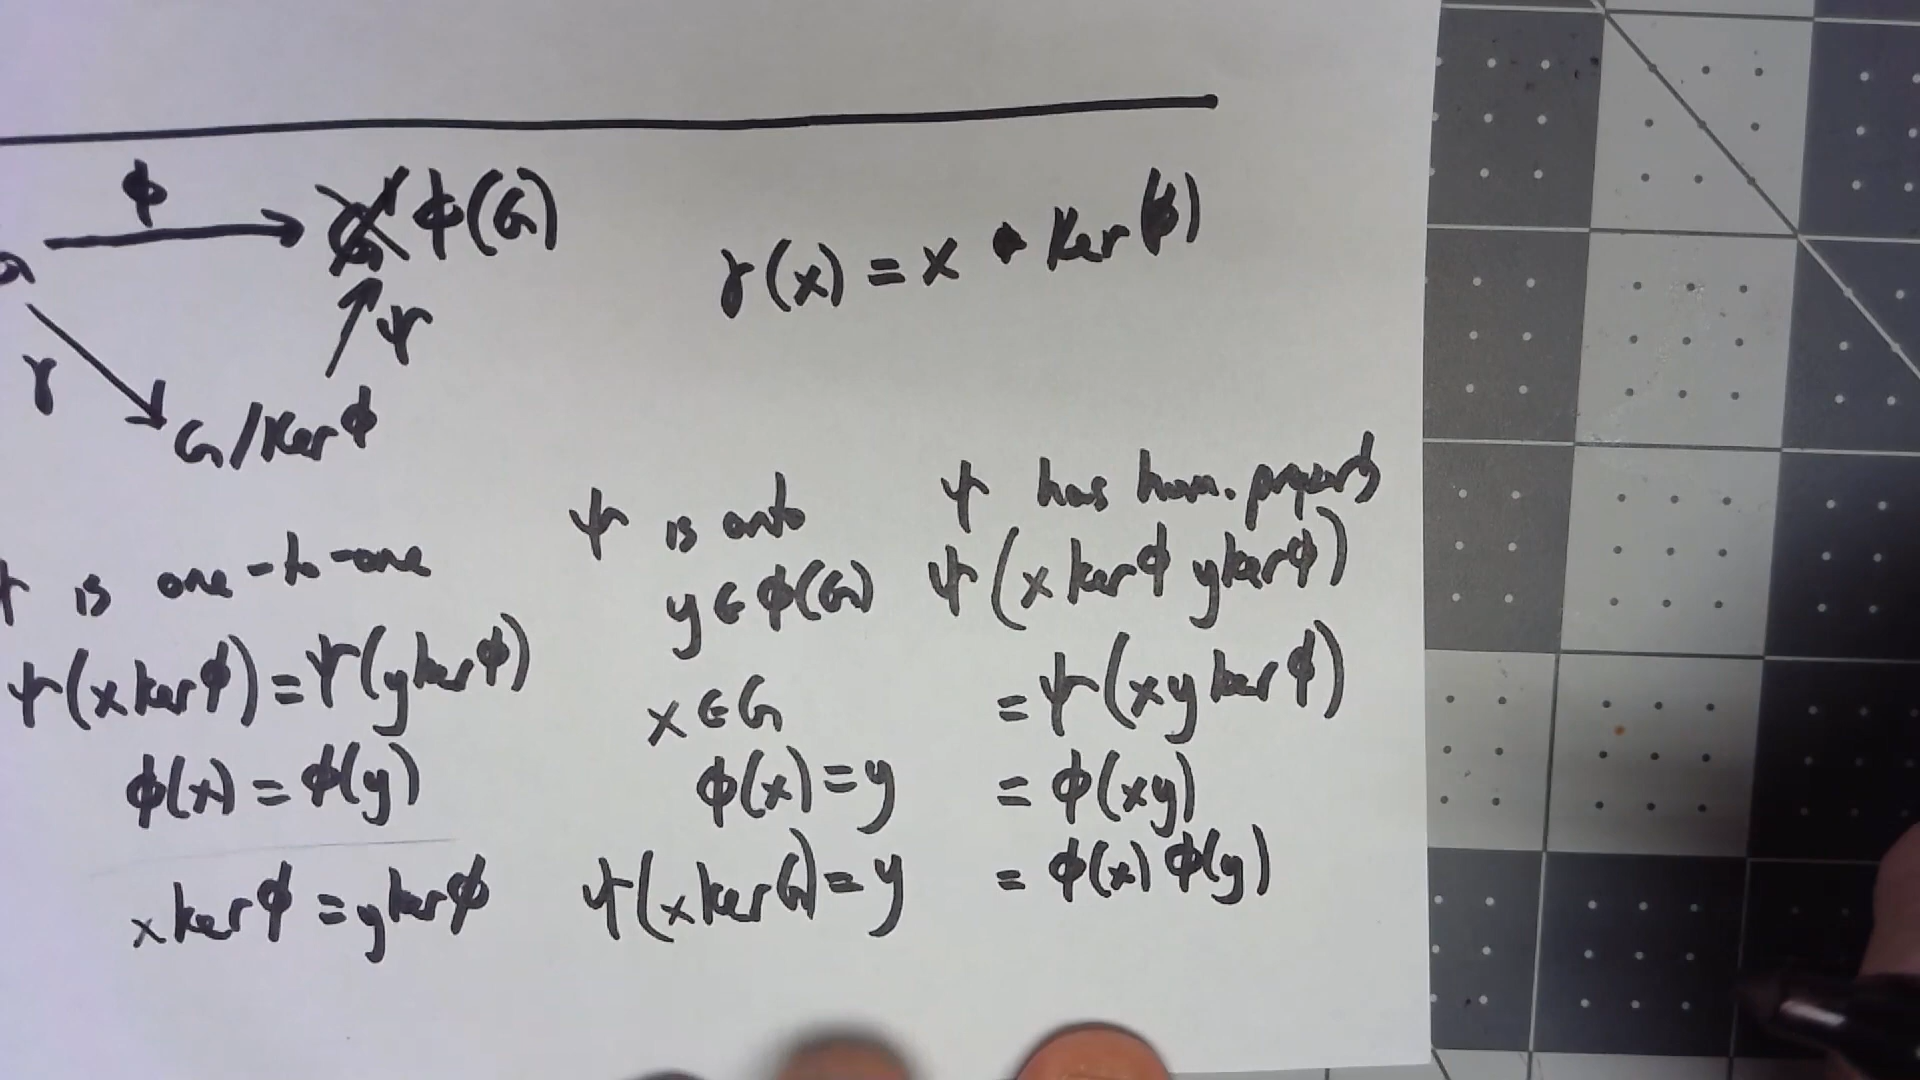 ϕ
G ϕ(G)
γ(x) = x • Ker(ϕ)
ψ
γ
G/Ker ϕ
ψ is one-to-one
ψ(x ker ϕ) = ψ(y ker ϕ)
ϕ(x) = ϕ(y)
x ker ϕ = y ker ϕ
ψ is onto
y ∈ ϕ(G)
x ∈ G
ϕ(x) = y
ψ(x ker G) = y
ψ has hom. property
ψ(x ker ϕ y ker ϕ)
= ψ(xy ker ϕ)
= ϕ(xy)
= ϕ(x) ϕ(y)